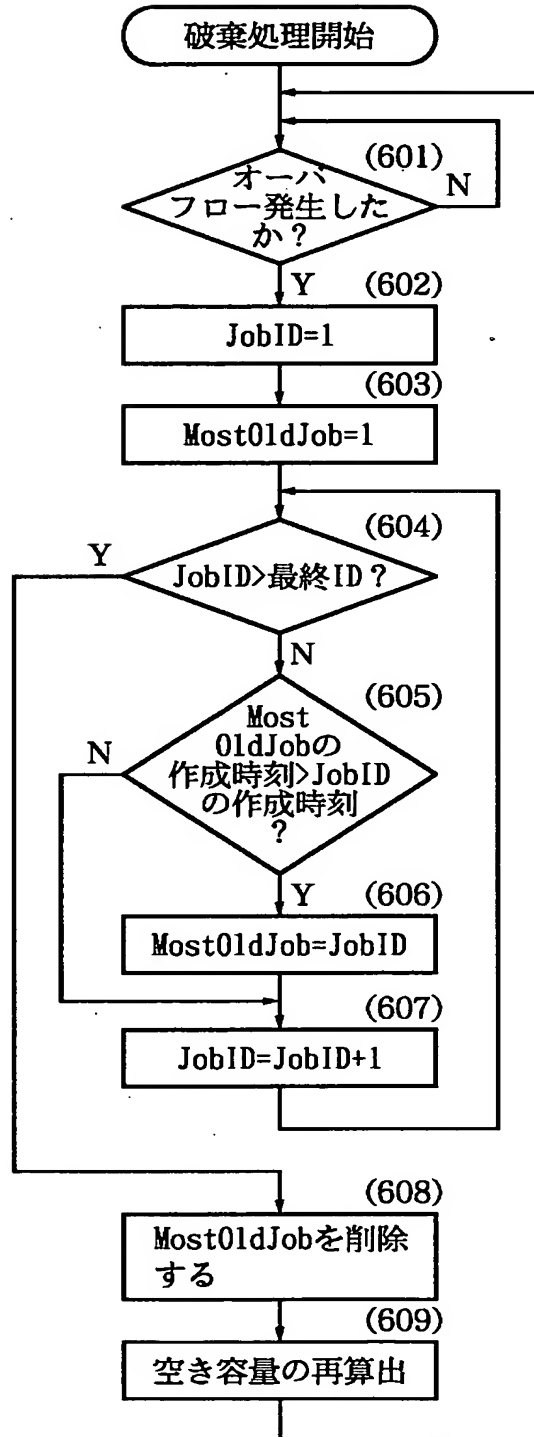 破棄処理開始
(601)
オーバ
フロー発生した
か？
N
Y
(602)
JobID=1
(603)
MostOldJob=1
(604)
Y
JobID>最終ID？
N
(605)
Most
OldJobの
作成時刻>JobID
の作成時刻
？
N
Y
(606)
MostOldJob=JobID
(607)
JobID=JobID+1
(608)
MostOldJobを削除
する
(609)
空き容量の再算出